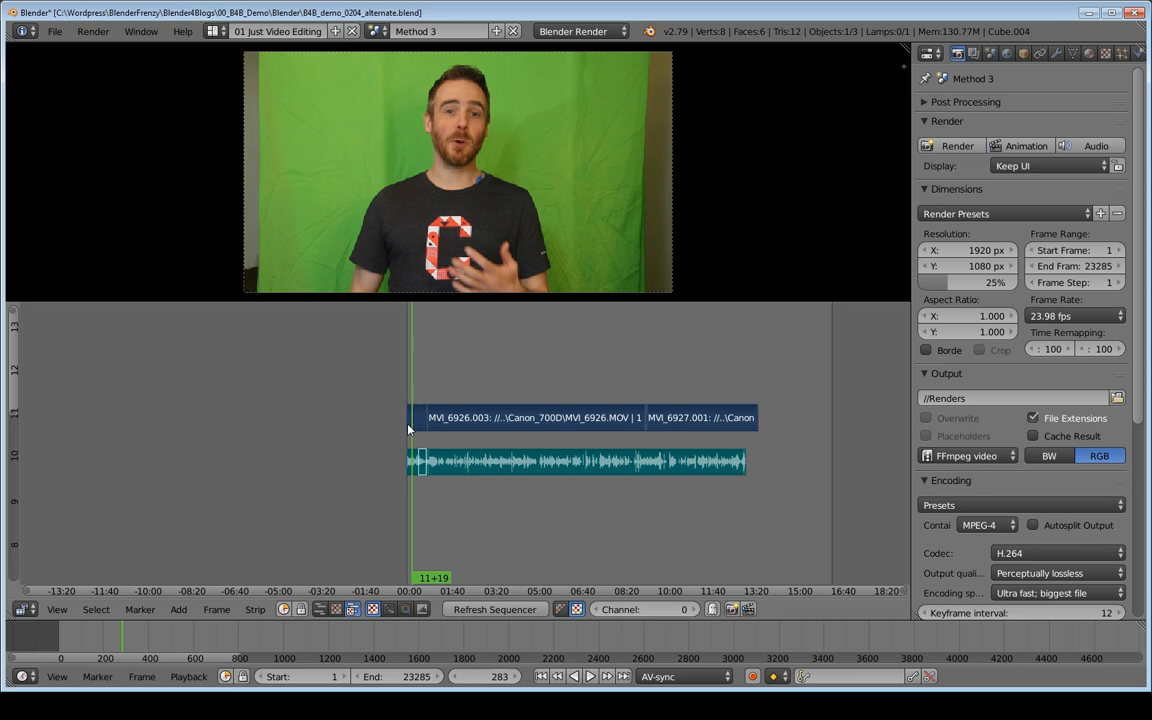 Blender* [C:\Wordpress\BlenderFrenzy\Blender4Blogs\00_B4B_Demo\Blender\B4B_demo_0204_alternate.blend]
File Render Window Help 01 Just Video Editing Method 3 Blender Render v2.79 | Verts:8 | Faces:6 | Tris:12 | Objects:1/3 | Lamps:0/1 | Mem:130.77M | Cube.004
Method 3
Post Processing
Render
Render Animation Audio
Display: Keep UI
Dimensions
Render Presets
Resolution: Frame Range:
X: 1920 px Start Frame: 1
Y: 1080 px End Fram: 23285
25% Frame Step: 1
Aspect Ratio: Frame Rate:
X: 1.000 23.98 fps
Y: 1.000 Time Remapping:
Borde Crop : 100 : 100
Output
//Renders
Overwrite File Extensions
Placeholders Cache Result
FFmpeg video BW RGB
Encoding
Presets
Contai MPEG-4 Autosplit Output
Codec: H.264
Output quali... Perceptually lossless
Encoding sp... Ultra fast; biggest file
Keyframe interval: 12
C
13
12
11
10
9
8
MVI_6926.003: //..\Canon_700D\MVI_6926.MOV | 1 MVI_6927.001: //..\Canon
11+19
-13:20 -11:40 -10:00 -08:20 -06:40 -05:00 -03:20 -01:40 00:00 01:40 03:20 05:00 06:40 08:20 10:00 11:40 13:20 15:00 16:40 18:20
View Select Marker Add Frame Strip Refresh Sequencer Channel: 0
0 200 400 600 800 1000 1200 1400 1600 1800 2000 2200 2400 2600 2800 3000 3200 3400 3600 3800 4000 4200 4400 4600
View Marker Frame Playback Start: 1 End: 23285 283 AV-sync